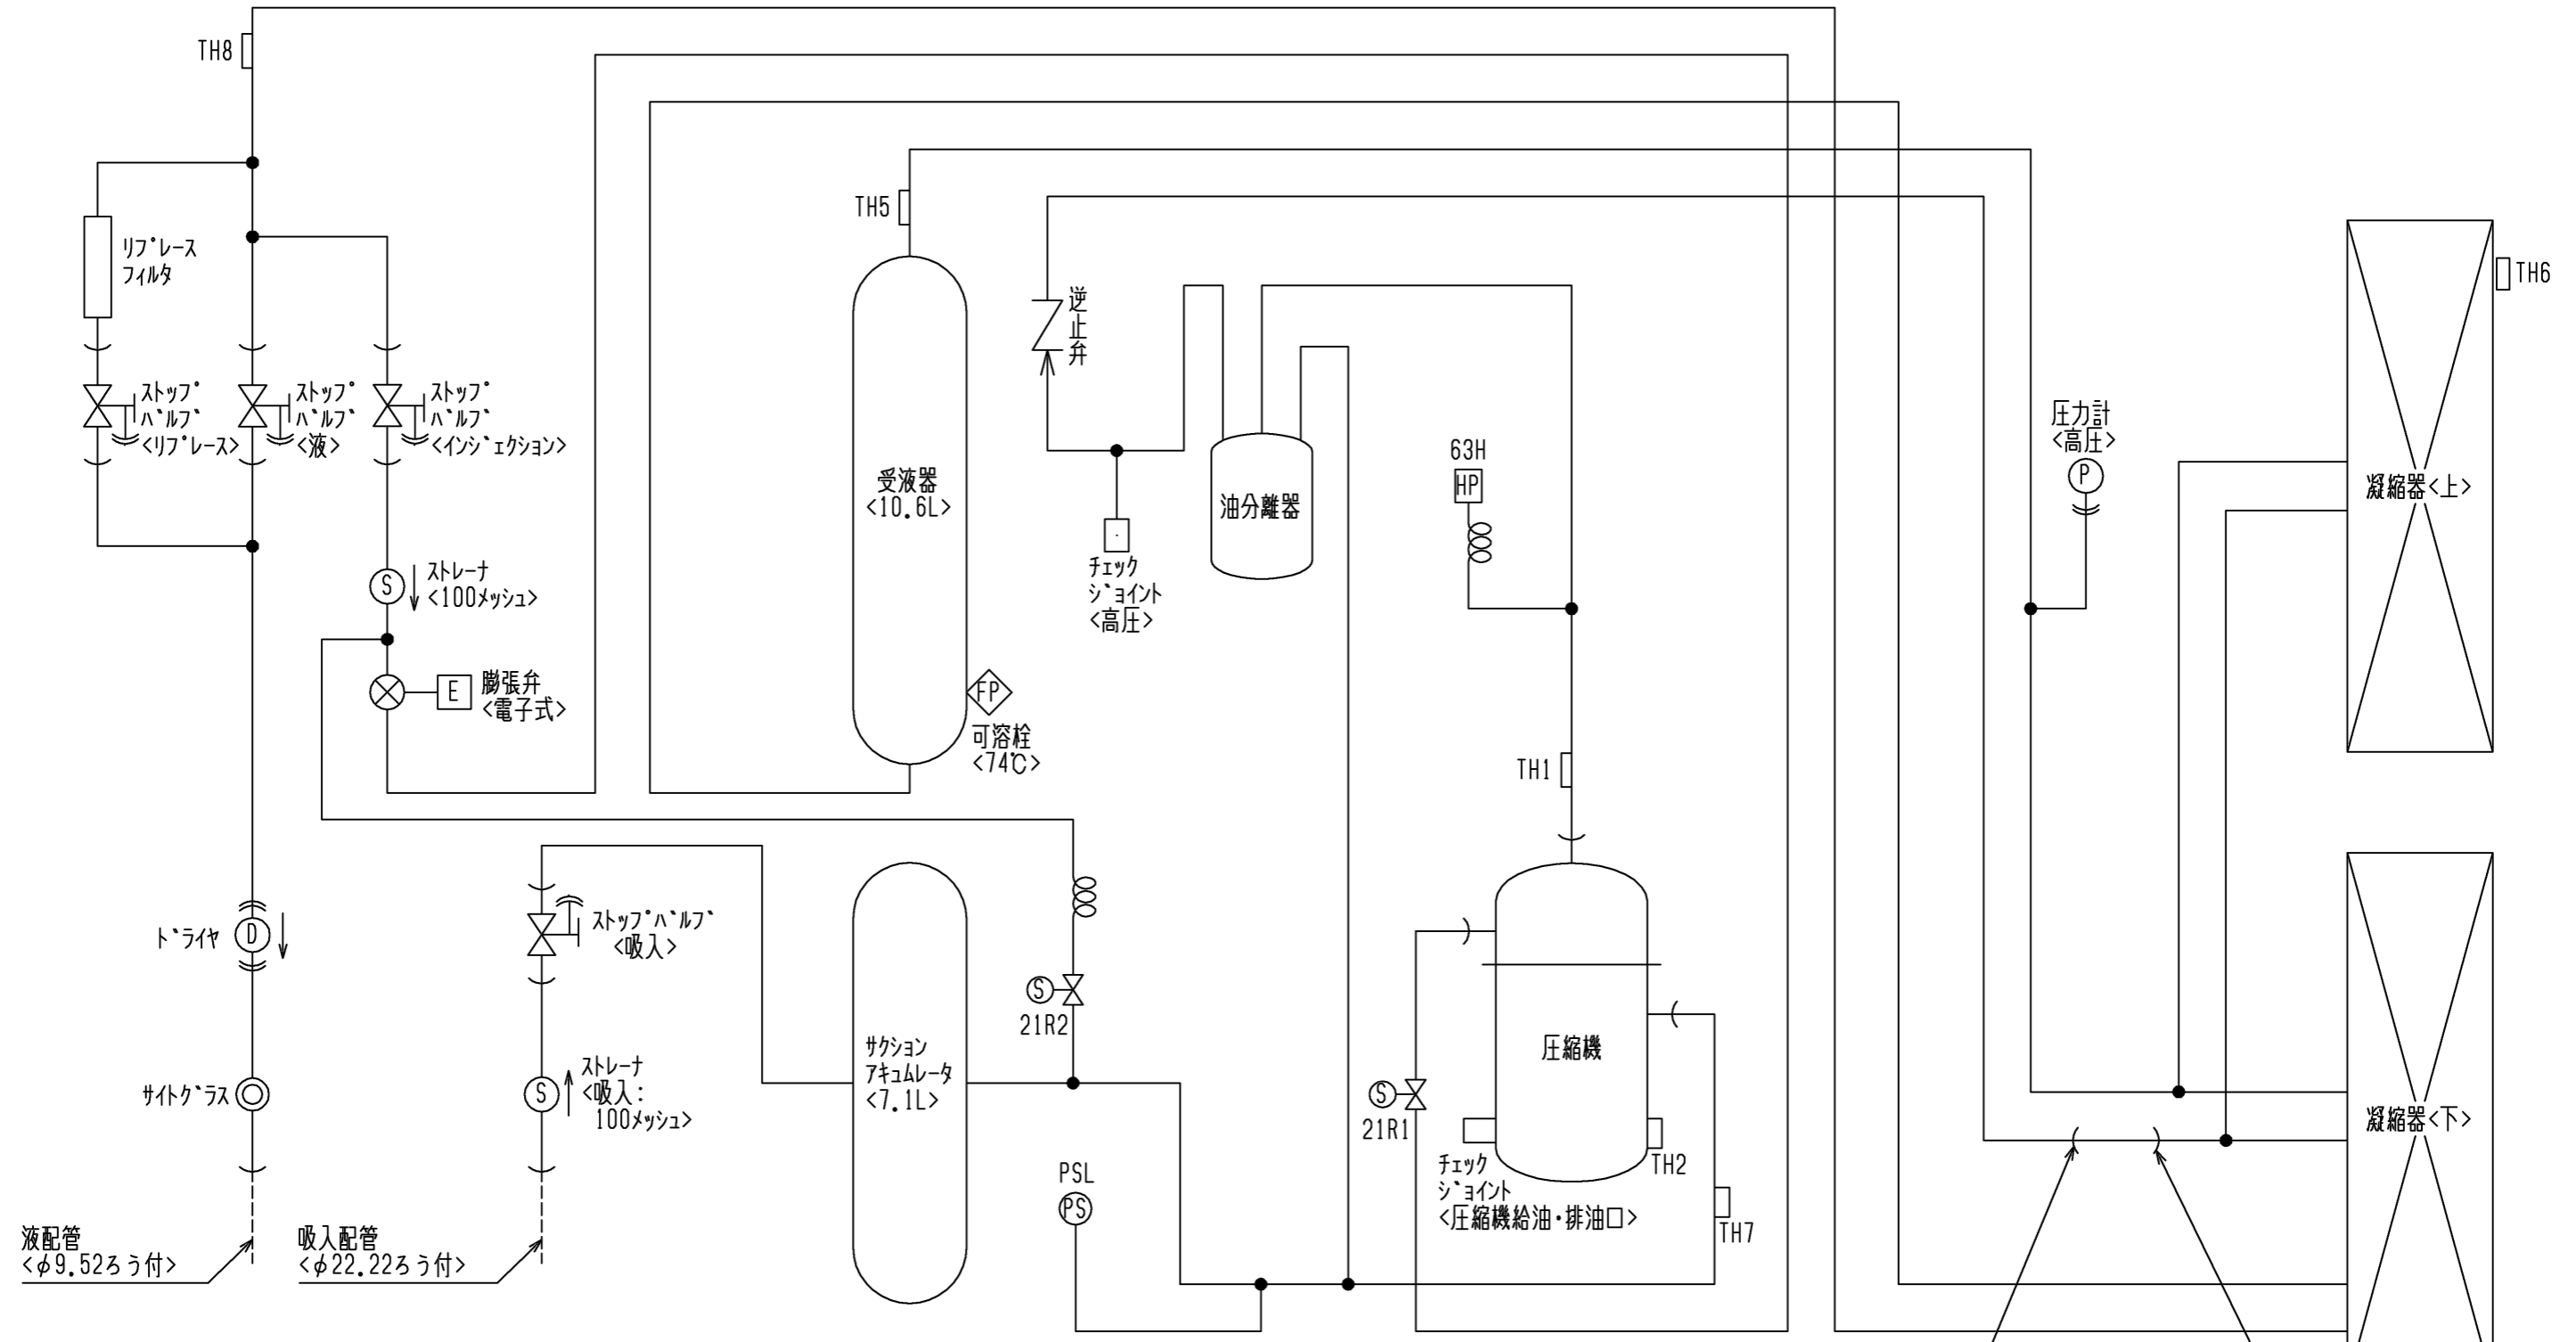 TH8
リプレース
フィルタ
ストップ
バルブ
<リプレース>
ストップ
バルブ
<液>
ストップ
バルブ
<インジェクション>
S
ストレーナ
<100メッシュ>
E
膨張弁
<電子式>
TH5
受液器
<10.6L>
FP
可溶栓
<74℃>
逆
止
弁
チェック
ジョイント
<高圧>
油分離器
63H
HP
TH1
圧力計
<高圧>
P
TH6
凝縮器<上>
ドライヤ
D
サイトグラス
液配管
<φ9.52ろう付>
ストップバルブ
<吸入>
S
ストレーナ
<吸入:
100メッシュ>
吸入配管
<φ22.22ろう付>
サクション
アキュムレータ
<7.1L>
S
21R2
PSL
PS
圧縮機
S
21R1
チェック
ジョイント
<圧縮機給油・排油口>
TH2
TH7
凝縮器<下>